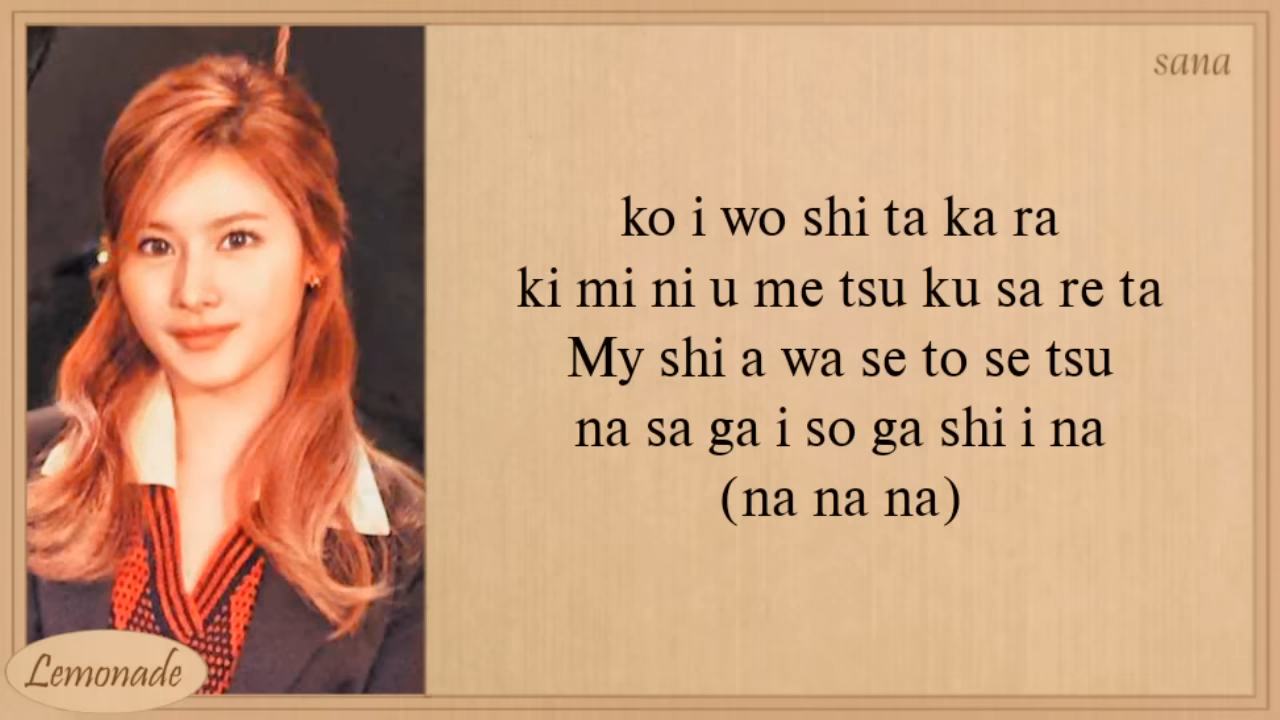 sana
ko i wo shi ta ka ra
ki mi ni u me tsu ku sa re ta
My shi a wa se to se tsu
na sa ga i so ga shi i na
(na na na)
Lemonade